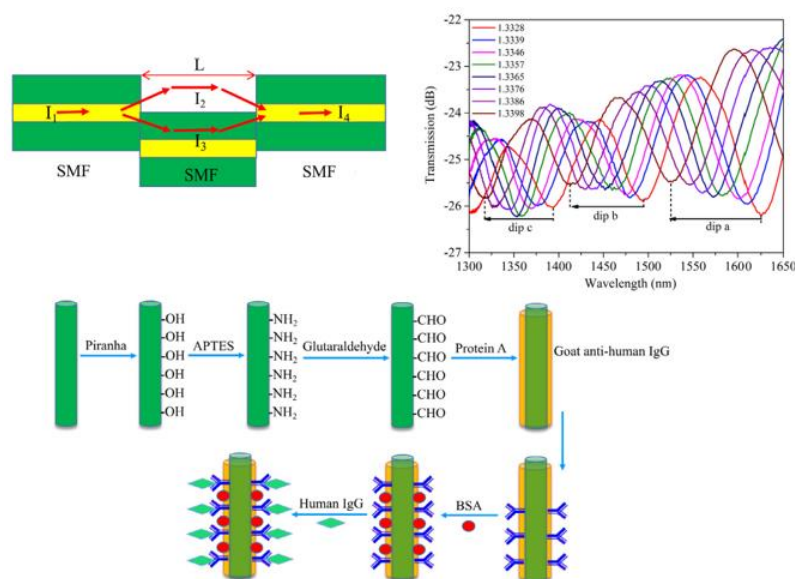 L
I₁
I₂
I₃
I₄
SMF
SMF
SMF
-22
-23
-24
-25
-26
-27
Transmission (dB)
1.3328
1.3339
1.3346
1.3357
1.3365
1.3376
1.3386
1.3398
dip c
dip b
dip a
1300 1350 1400 1450 1500 1550 1600 1650
Wavelength (nm)
Piranha
-OH
-OH
-OH
-OH
-OH
-OH
APTES
-NH₂
-NH₂
-NH₂
-NH₂
-NH₂
-NH₂
Glutaraldehyde
-CHO
-CHO
-CHO
-CHO
-CHO
-CHO
Protein A
Goat anti-human IgG
BSA
Human IgG